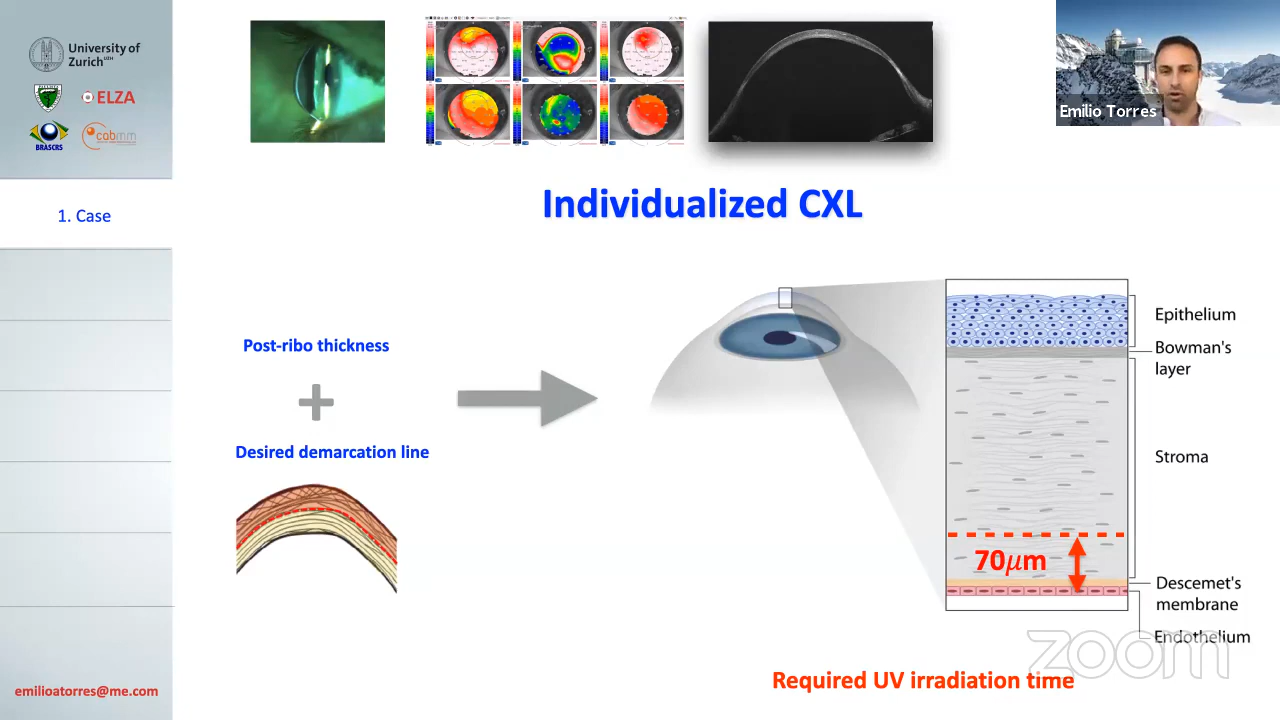 University of
Zurich
ELZA
BRASCRS
cabmm
1. Case
emilioatorres@me.com
Emilio Torres
Individualized CXL
Post-ribo thickness
+
Desired demarcation line
Epithelium
Bowman's
layer
Stroma
70μm
Descemet's
membrane
Endothelium
zoom
Required UV irradiation time